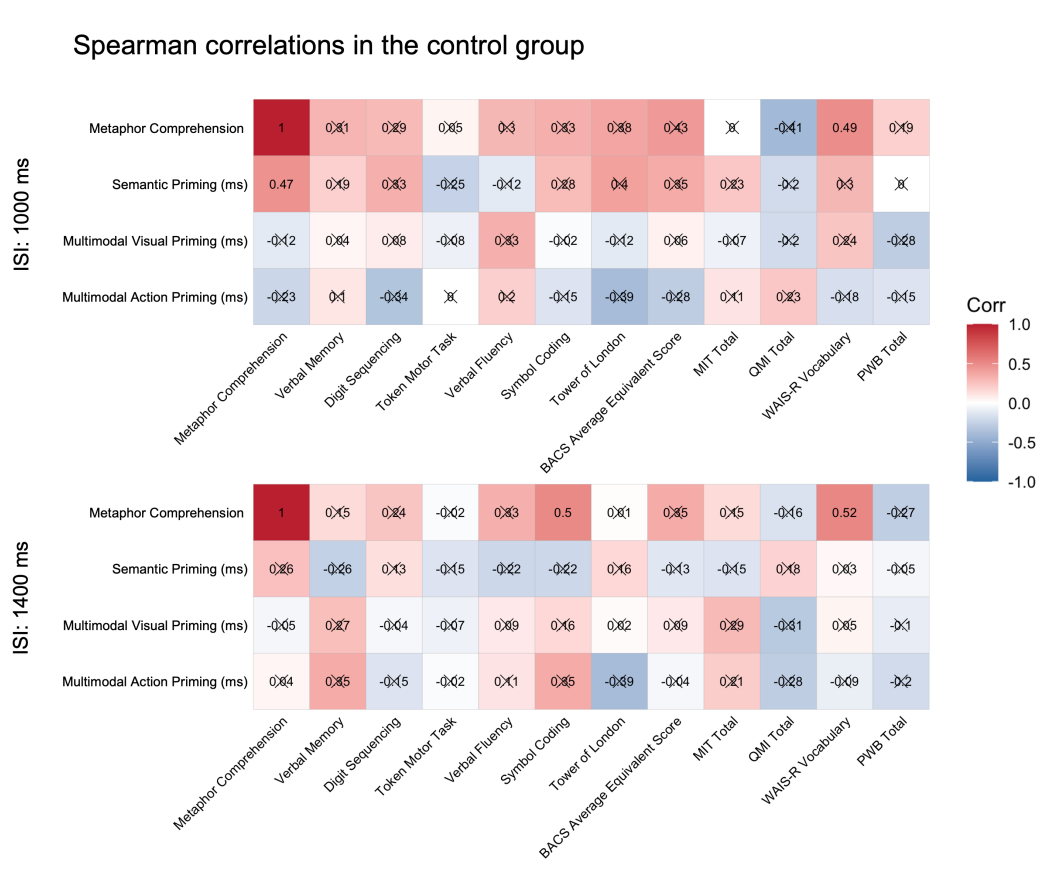 Spearman correlations in the control group
ISI: 1000 ms
Metaphor Comprehension 1 0.31 0.29 0.05 0.3 0.33 0.38 0.43 0 -0.41 0.49 0.19
Semantic Priming (ms) 0.47 0.19 0.33 -0.25 -0.12 0.28 0.4 0.35 0.23 -0.2 0.3 0
Multimodal Visual Priming (ms) -0.12 0.04 0.08 -0.08 0.33 -0.02 -0.12 0.06 -0.07 -0.2 0.24 -0.28
Multimodal Action Priming (ms) -0.23 0.1 -0.34 0 0.2 -0.15 -0.39 -0.28 0.11 0.23 -0.18 -0.15
Metaphor Comprehension
Verbal Memory
Digit Sequencing
Token Motor Task
Verbal Fluency
Symbol Coding
Tower of London
BACS Average Equivalent Score
MIT Total
QMI Total
WAIS-R Vocabulary
PWB Total
Corr
1.0
0.5
0.0
-0.5
-1.0
ISI: 1400 ms
Metaphor Comprehension 1 0.15 0.24 -0.02 0.33 0.5 0.01 0.35 0.15 -0.16 0.52 -0.27
Semantic Priming (ms) 0.26 -0.26 0.13 -0.15 -0.22 -0.22 0.16 -0.13 -0.15 0.18 0.03 -0.05
Multimodal Visual Priming (ms) -0.05 0.27 -0.04 -0.07 0.09 0.16 0.02 0.09 0.29 -0.31 0.05 -0.1
Multimodal Action Priming (ms) 0.04 0.35 -0.15 -0.02 0.11 0.35 -0.39 -0.04 0.21 -0.28 -0.09 -0.2
Metaphor Comprehension
Verbal Memory
Digit Sequencing
Token Motor Task
Verbal Fluency
Symbol Coding
Tower of London
BACS Average Equivalent Score
MIT Total
QMI Total
WAIS-R Vocabulary
PWB Total